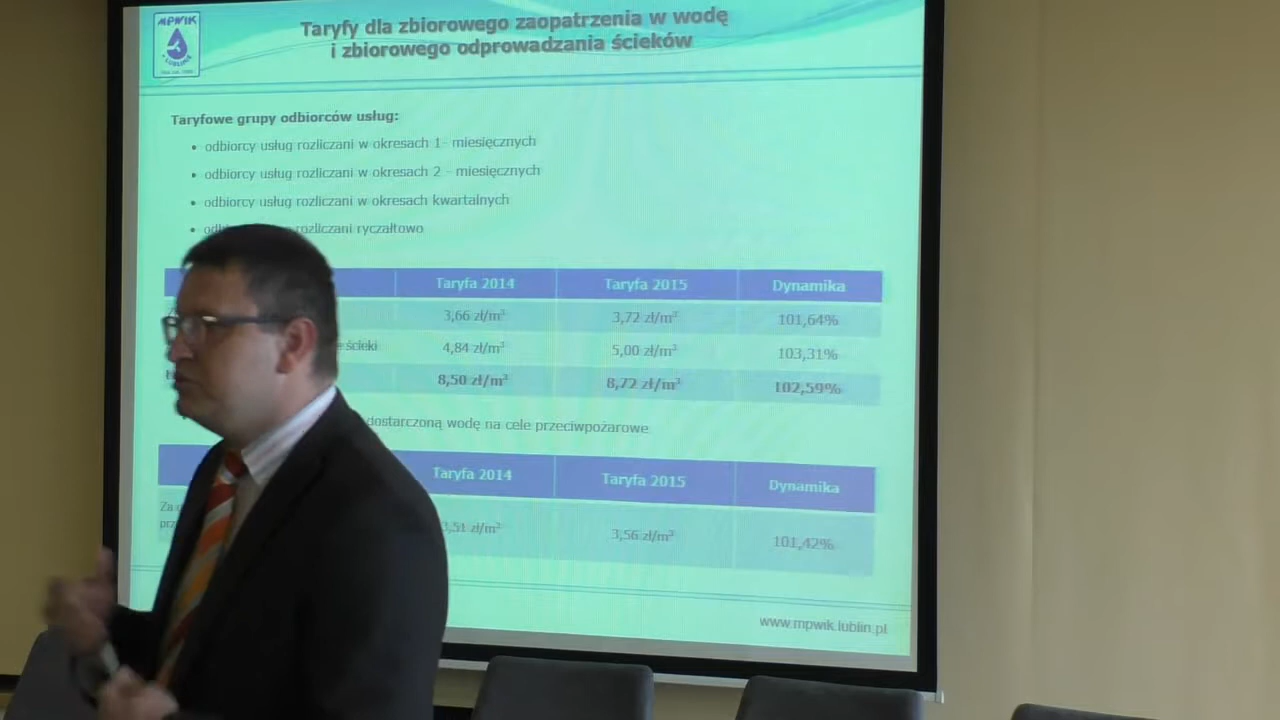 MPWIK
LUBLIN
Taryfy dla zbiorowego zaopatrzenia w wodę
i zbiorowego odprowadzania ścieków
Taryfowe grupy odbiorców usług:
• odbiorcy usług rozliczani w okresach 1 - miesięcznych
• odbiorcy usług rozliczani w okresach 2 - miesięcznych
• odbiorcy usług rozliczani w okresach kwartalnych
• rozliczani ryczałtowo
Taryfa 2014 Taryfa 2015 Dynamika
3,66 zł/m³ 3,72 zł/m³ 101,64%
ścieki 4,84 zł/m³ 5,00 zł/m³ 103,31%
8,50 zł/m³ 8,72 zł/m³ 102,59%
dostarczoną wodę na cele przeciwpożarowe
Taryfa 2014 Taryfa 2015 Dynamika
Za
3,51 zł/m³ 3,56 zł/m³ 101,42%
www.mpwik.lublin.pl